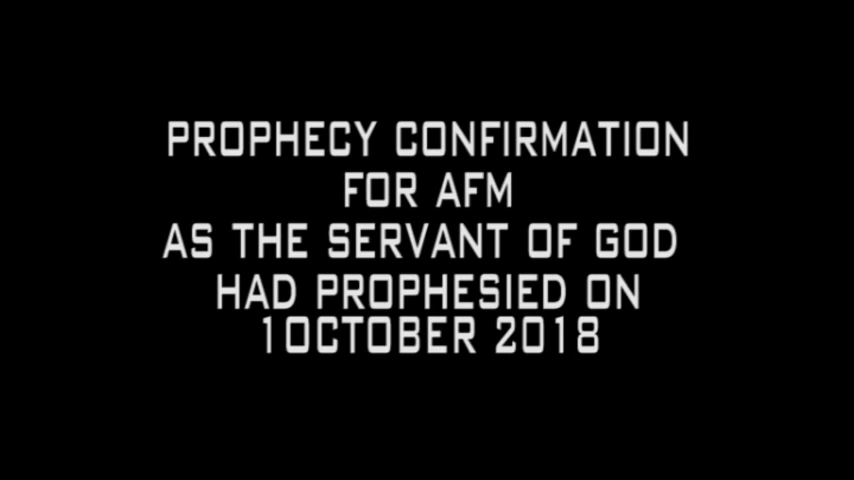 PROPHECY CONFIRMATION
FOR AFM
AS THE SERVANT OF GOD
HAD PROPHESIED ON
1OCTOBER 2018